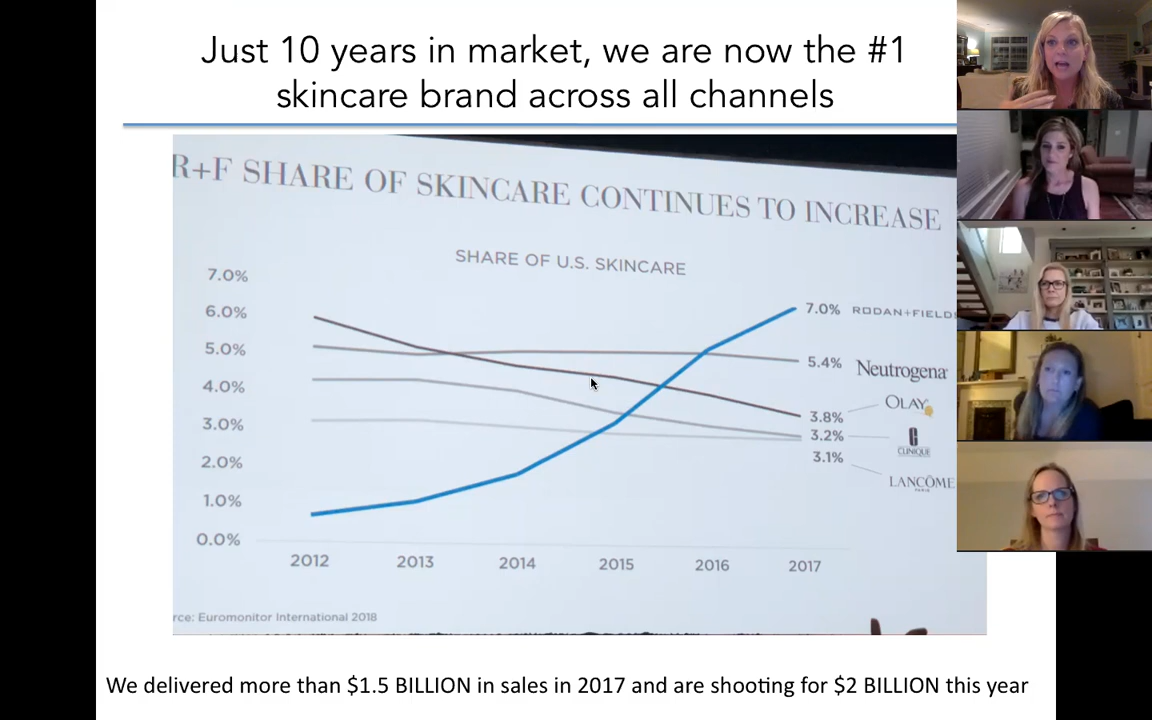 Just 10 years in market, we are now the #1
skincare brand across all channels
R+F SHARE OF SKINCARE CONTINUES TO INCREASE
SHARE OF U.S. SKINCARE
7.0%
6.0%
5.0%
4.0%
3.0%
2.0%
1.0%
0.0%
2012 2013 2014 2015 2016 2017
7.0% RODAN+FIELDS
5.4% Neutrogena
3.8% OLAY
3.2% CLINIQUE
3.1% LANCÔME
PARIS
rce: Euromonitor International 2018
We delivered more than $1.5 BILLION in sales in 2017 and are shooting for $2 BILLION this year